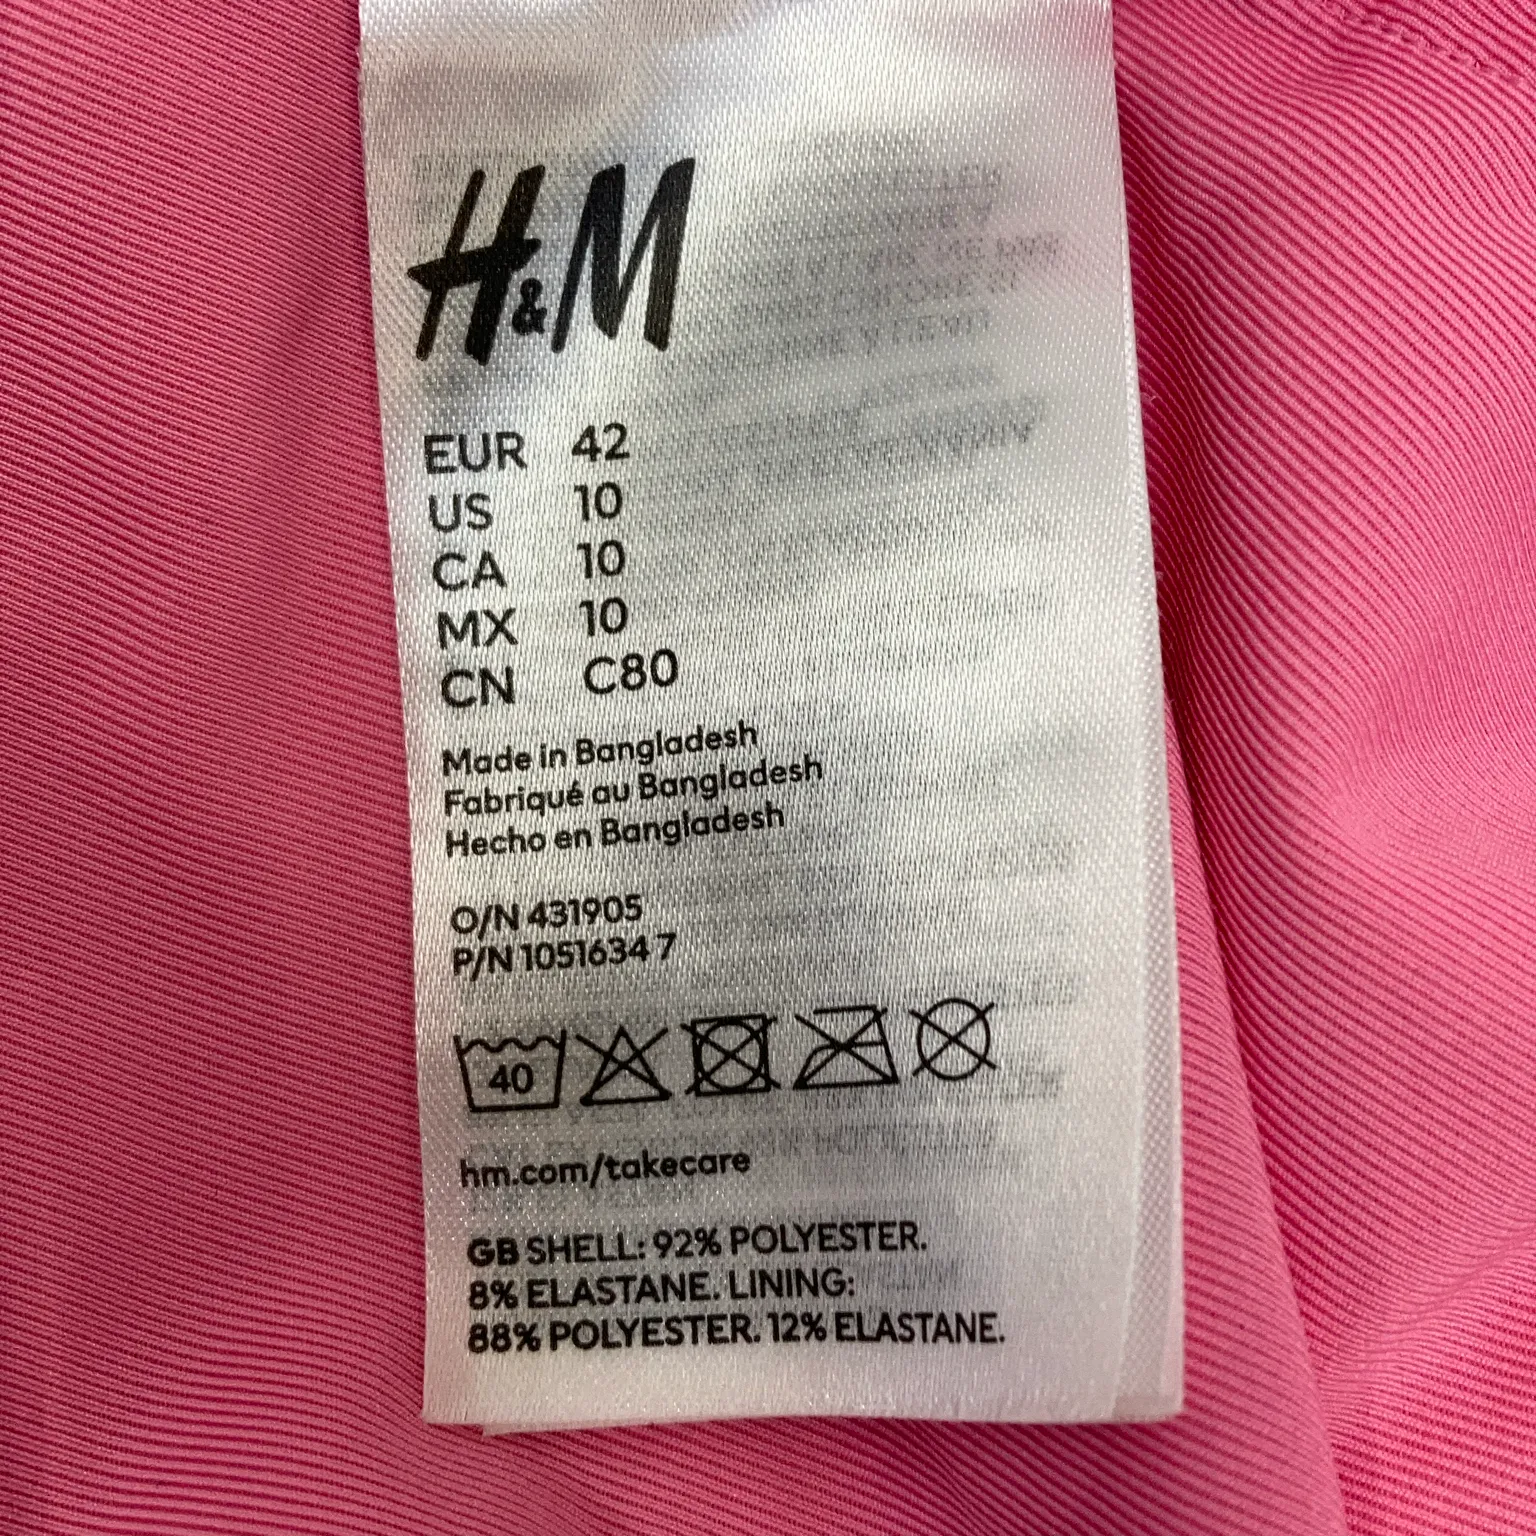 H&M
EUR 42
US 10
CA 10
MX 10
CN C80
Made in Bangladesh
Fabriqué au Bangladesh
Hecho en Bangladesh
O/N 431905
P/N 1051634 7
40
hm.com/takecare
GB SHELL: 92% POLYESTER.
8% ELASTANE. LINING:
88% POLYESTER. 12% ELASTANE.